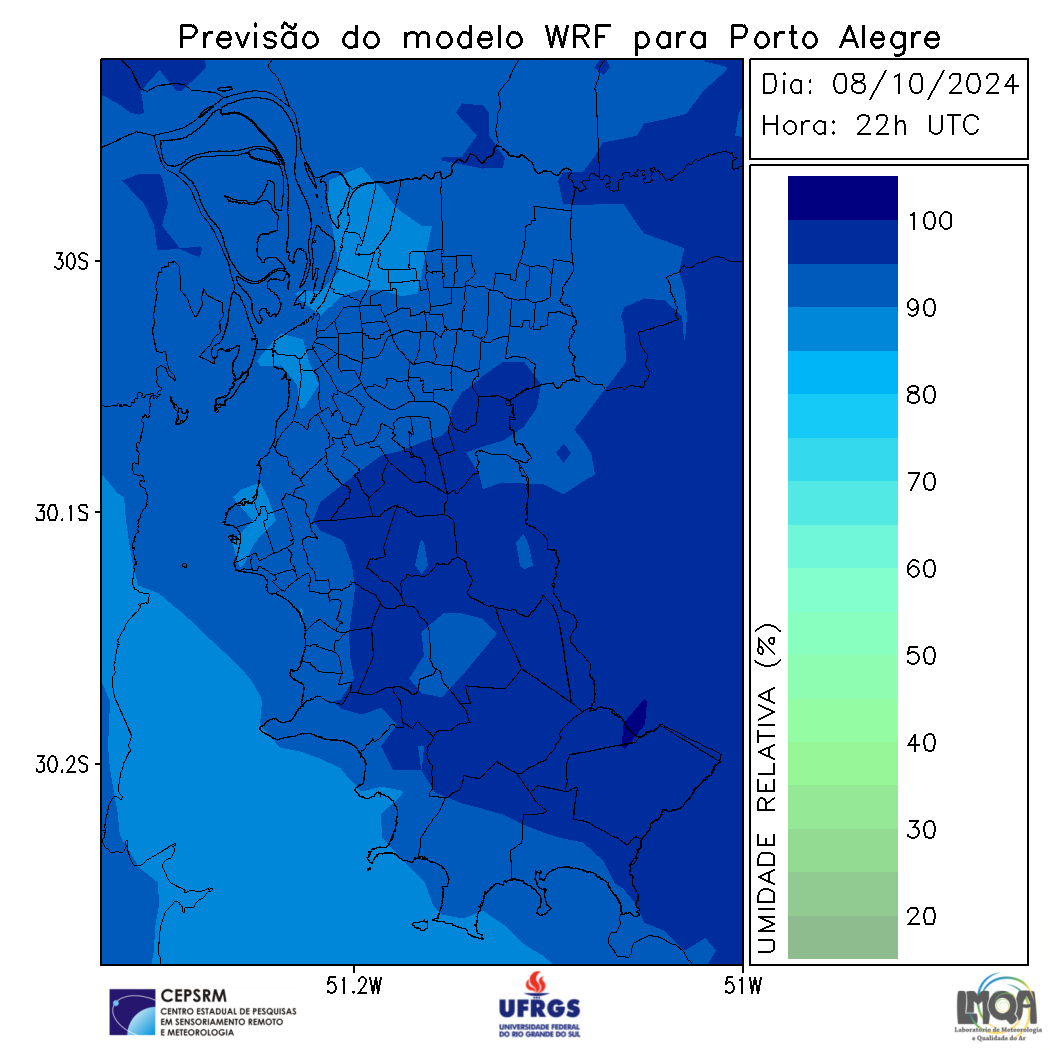 Previsão do modelo WRF para Porto Alegre
Dia: 08/10/2024
Hora: 22h UTC
30S
30.1S
30.2S
51.2W
51W
100
90
80
70
60
50
40
30
20
UMIDADE RELATIVA (%)
CEPSRM
CENTRO ESTADUAL DE PESQUISAS
EM SENSORIAMENTO REMOTO
E METEOROLOGIA
UFRGS
UNIVERSIDADE FEDERAL
DO RIO GRANDE DO SUL
LMQA
Laboratório de Meteorologia
e Qualidade do Ar